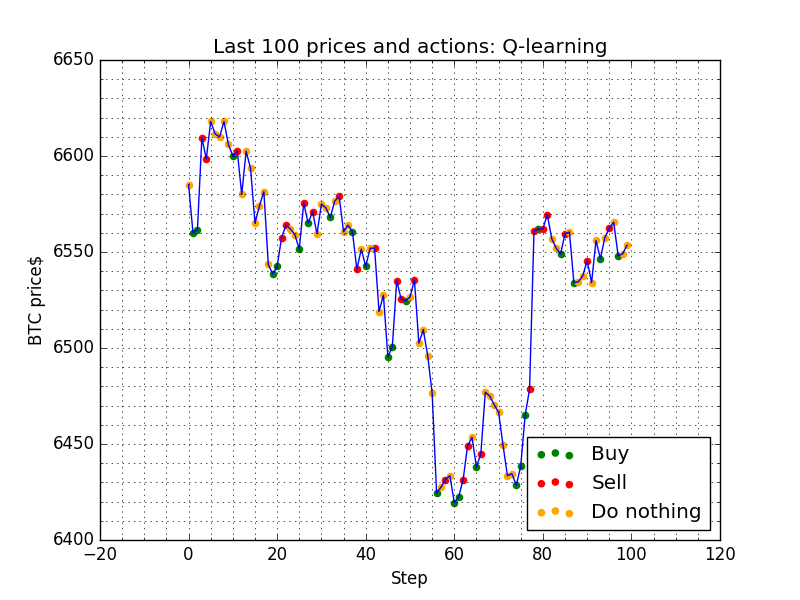 Last 100 prices and actions: Q-learning
6650
6600
6550
6500
6450
6400
BTC price$
Buy
Sell
Do nothing
−20 0 20 40 60 80 100 120
Step